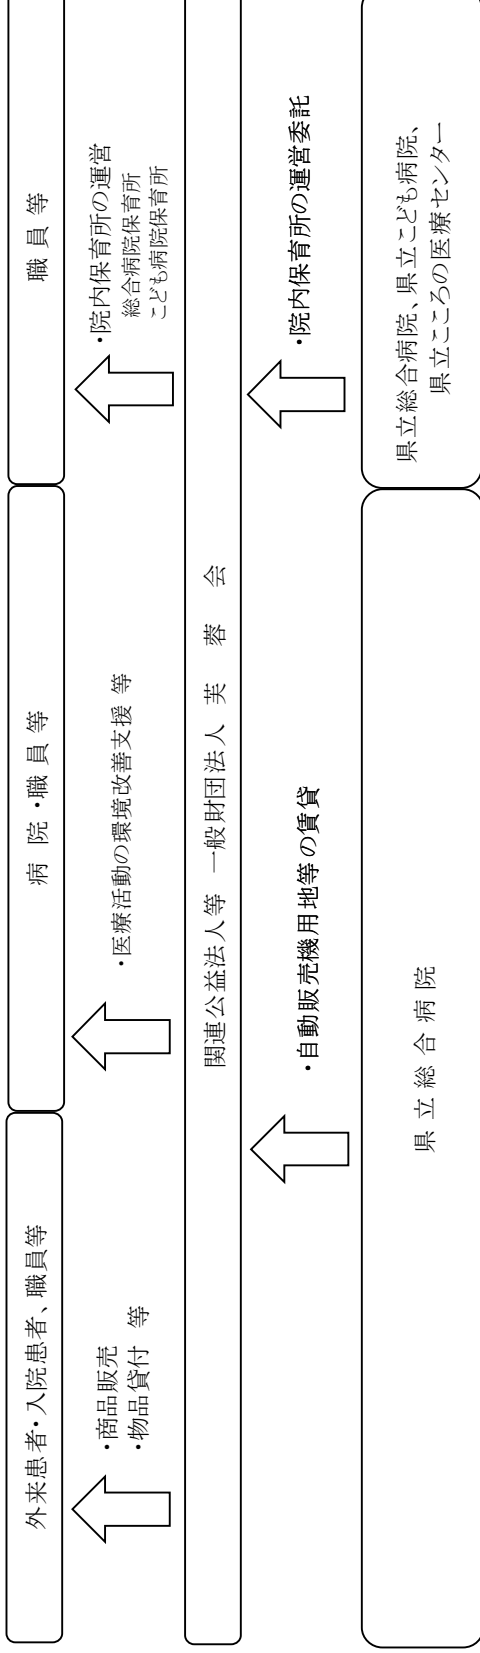 外来患者・入院患者、職員等
病 院 ・職 員 等
職 員 等
・商品販売
・物品貸付 等
・医療活動の環境改善支援 等
・院内保育所の運営
総合病院保育所
こども病院保育所
関連公益法人等 一般財団法人 芙 蓉 会
・自動販売機用地等の賃貸
・院内保育所の運営委託
県 立 総 合 病 院
県立総合病院、県立こども病院、
県立こころの医療センター